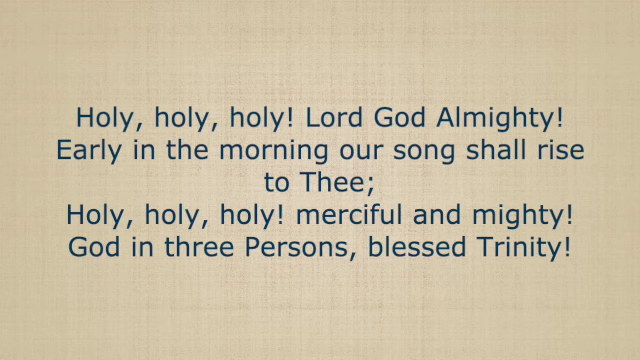 Holy, holy, holy! Lord God Almighty!
Early in the morning our song shall rise
to Thee;
Holy, holy, holy! merciful and mighty!
God in three Persons, blessed Trinity!